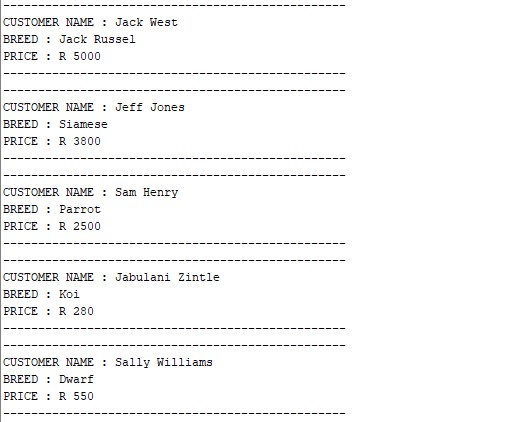 -------------------------------------------------
CUSTOMER NAME : Jack West
BREED : Jack Russel
PRICE : R 5000
-------------------------------------------------
-------------------------------------------------
CUSTOMER NAME : Jeff Jones
BREED : Siamese
PRICE : R 3800
-------------------------------------------------
-------------------------------------------------
CUSTOMER NAME : Sam Henry
BREED : Parrot
PRICE : R 2500
-------------------------------------------------
-------------------------------------------------
CUSTOMER NAME : Jabulani Zintle
BREED : Koi
PRICE : R 280
-------------------------------------------------
-------------------------------------------------
CUSTOMER NAME : Sally Williams
BREED : Dwarf
PRICE : R 550
-------------------------------------------------